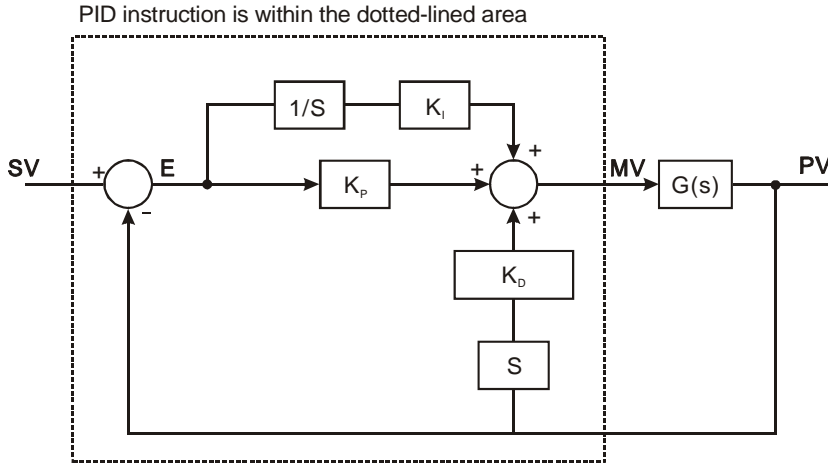 PID instruction is within the dotted-lined area
1/S
K_I
+
SV
+
E
+
MV
PV
K_P
G(s)
−
+
K_D
S